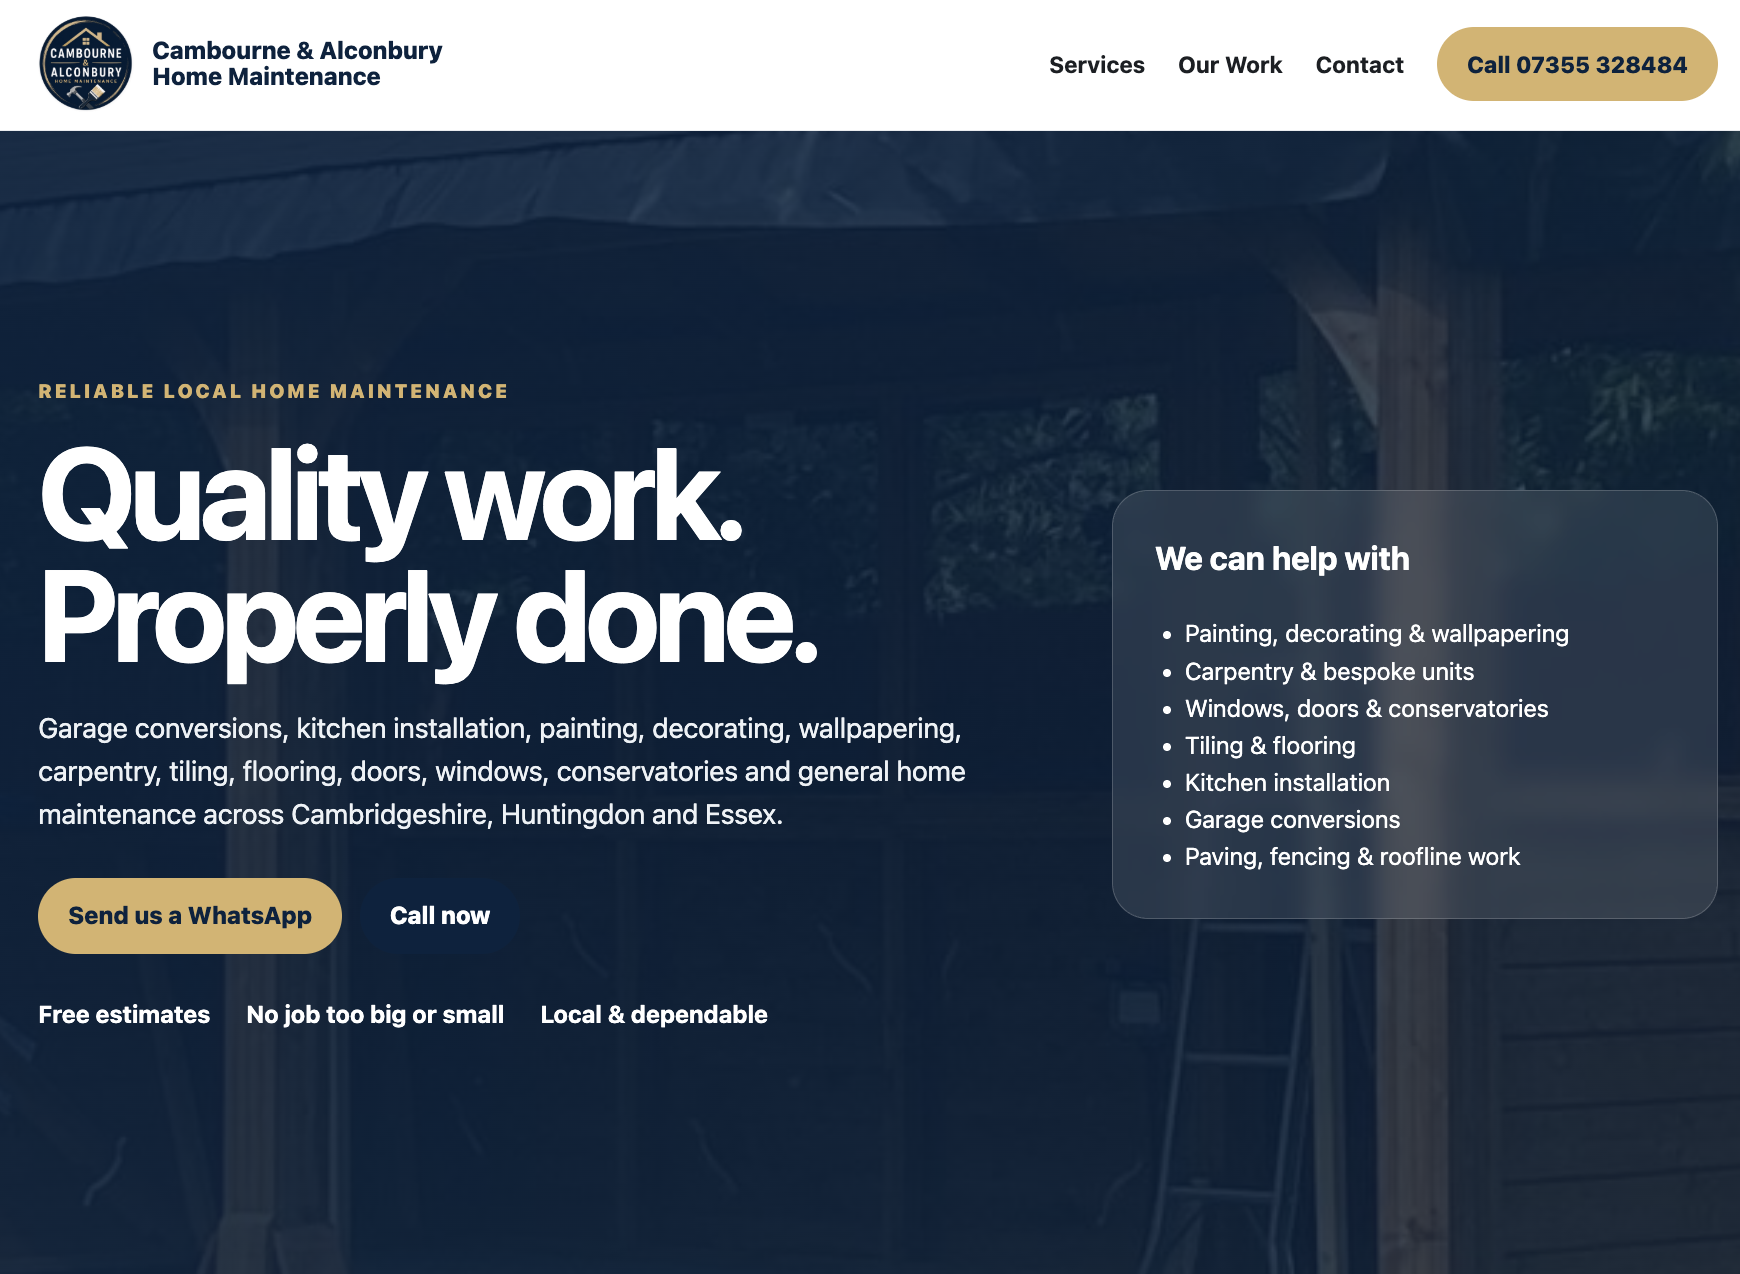 CAMBOURNE
&
ALCONBURY
HOME MAINTENANCE
Cambourne & Alconbury
Home Maintenance
Services
Our Work
Contact
Call 07355 328484
RELIABLE LOCAL HOME MAINTENANCE
Quality work.
Properly done.
Garage conversions, kitchen installation, painting, decorating, wallpapering,
carpentry, tiling, flooring, doors, windows, conservatories and general home
maintenance across Cambridgeshire, Huntingdon and Essex.
Send us a WhatsApp
Call now
Free estimates
No job too big or small
Local & dependable
We can help with
• Painting, decorating & wallpapering
• Carpentry & bespoke units
• Windows, doors & conservatories
• Tiling & flooring
• Kitchen installation
• Garage conversions
• Paving, fencing & roofline work